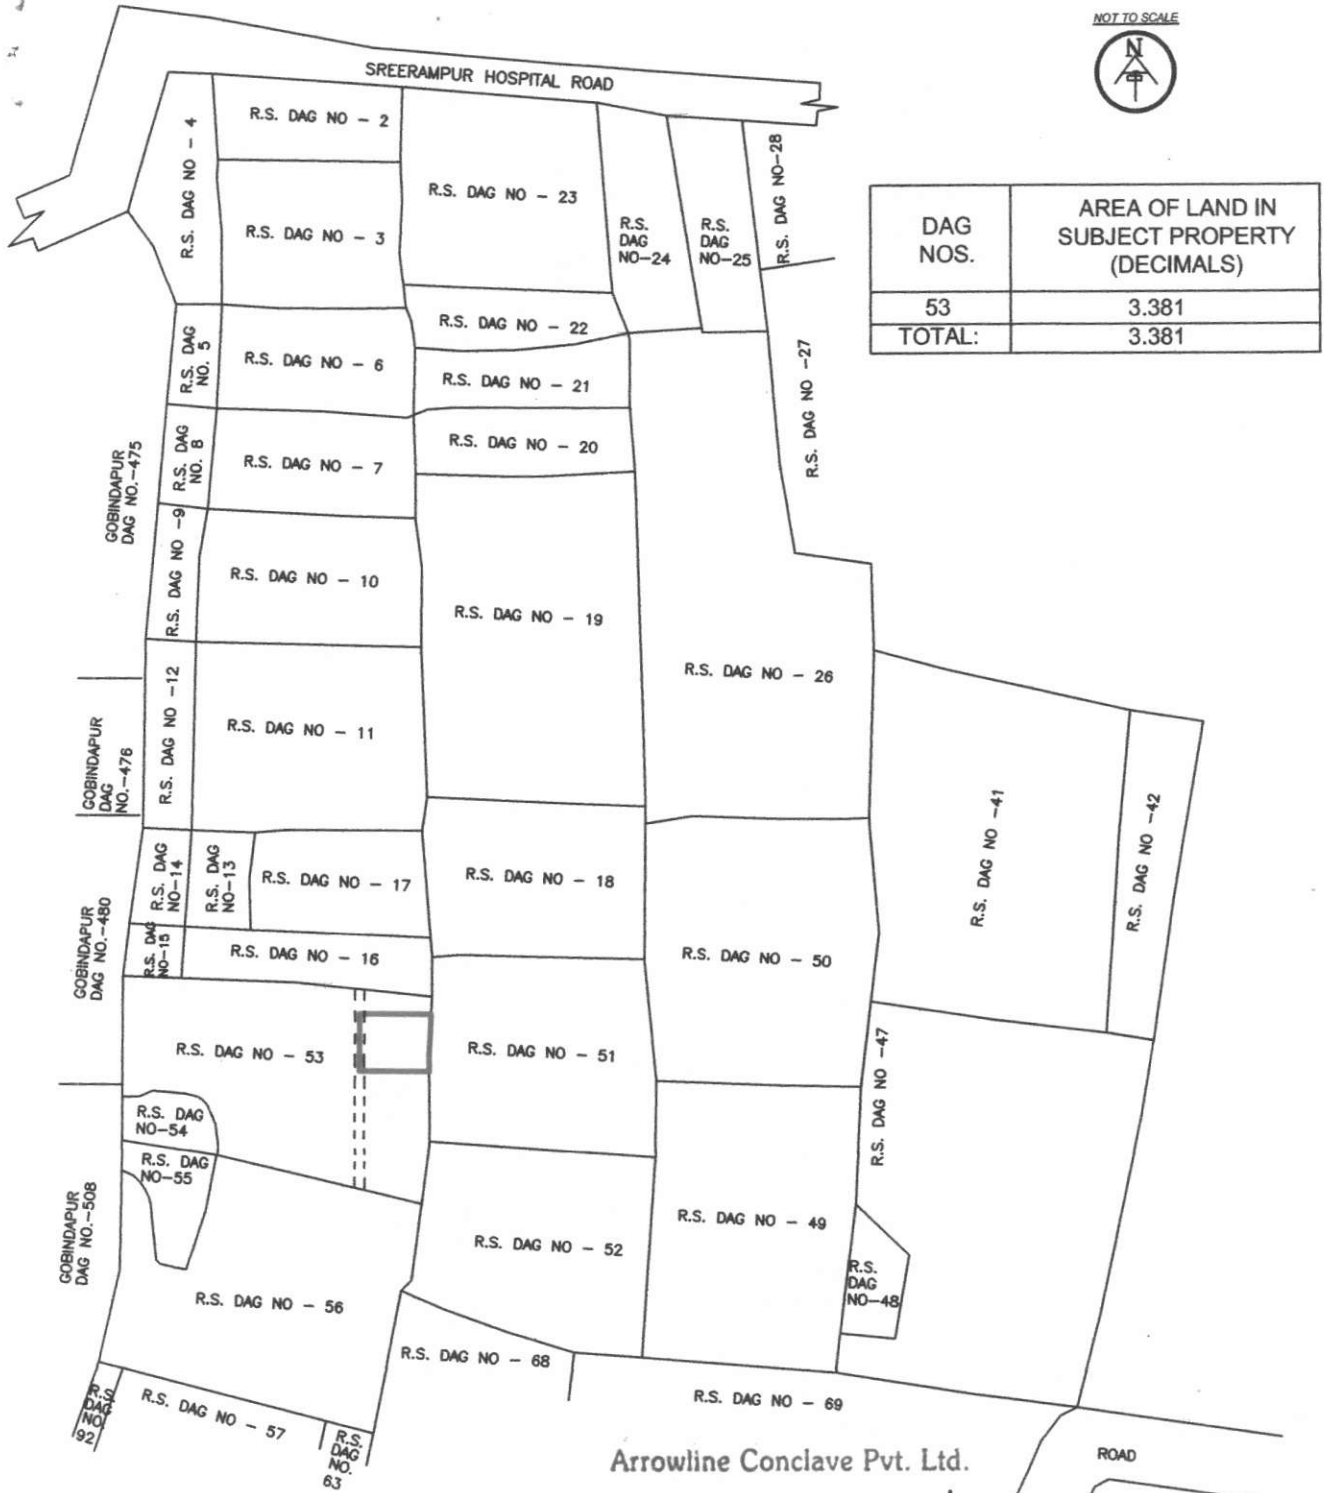 NOT TO SCALE
N
SREERAMPUR HOSPITAL ROAD
R.S. DAG NO - 4
R.S. DAG NO - 2
R.S. DAG NO - 3
R.S. DAG NO - 23
R.S.
DAG
NO-24
R.S.
DAG
NO-25
R.S. DAG NO-28
DAG
NOS.
AREA OF LAND IN
SUBJECT PROPERTY
(DECIMALS)
53
3.381
TOTAL:
3.381
R.S. DAG
NO. 5
R.S. DAG NO - 6
R.S. DAG NO - 22
R.S. DAG NO - 21
R.S. DAG NO -27
GOBINDAPUR
DAG NO.-475
R.S. DAG
NO. 8
R.S. DAG NO - 7
R.S. DAG NO - 20
R.S. DAG NO -9
R.S. DAG NO - 10
R.S. DAG NO - 19
R.S. DAG NO - 26
GOBINDAPUR
DAG
NO.-476
R.S. DAG NO -12
R.S. DAG NO - 11
R.S. DAG NO -41
R.S. DAG NO -42
R.S. DAG
NO-14
R.S. DAG
NO-13
R.S. DAG NO - 17
R.S. DAG NO - 18
GOBINDAPUR
DAG NO.-480
R.S. DAG
NO-15
R.S. DAG NO - 16
R.S. DAG NO - 50
R.S. DAG NO - 53
R.S. DAG NO - 51
R.S. DAG NO -47
R.S. DAG
NO-54
R.S. DAG
NO-55
GOBINDAPUR
DAG NO.-508
R.S. DAG NO - 52
R.S. DAG NO - 49
R.S.
DAG
NO-48
R.S. DAG NO - 56
R.S. DAG NO - 68
R.S. DAG NO - 69
R.S
DAG
NO
92
R.S. DAG NO - 57
R.S.
DAG
NO.
63
Arrowline Conclave Pvt. Ltd.
ROAD